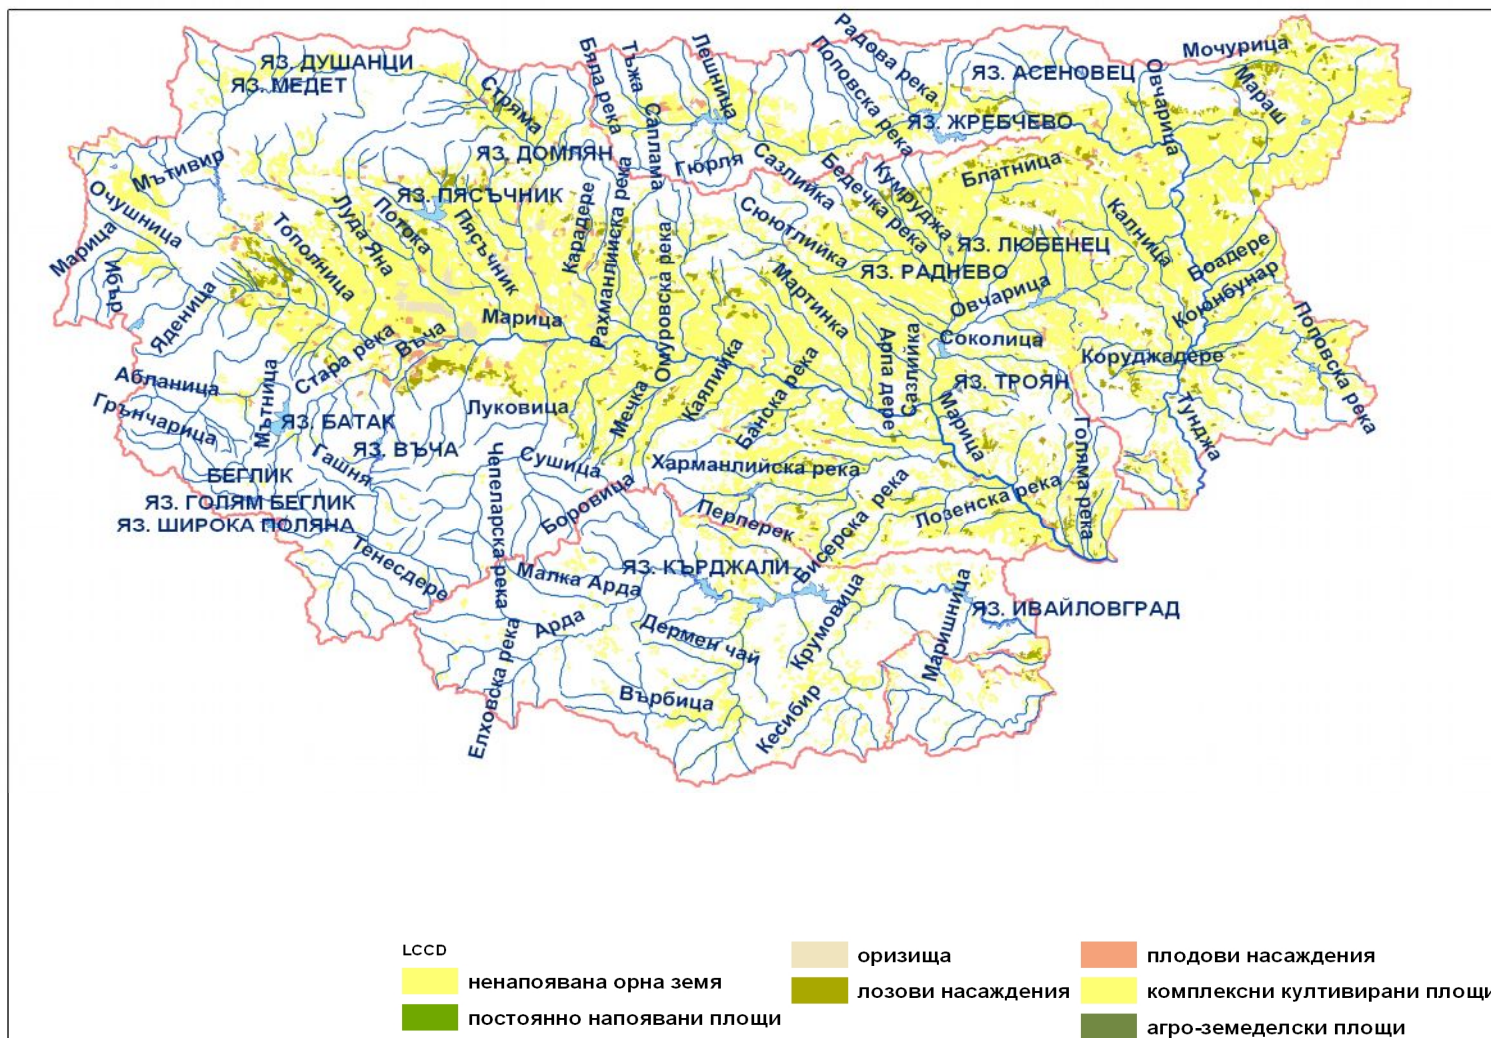 Мочурица
Радова река
Лешница
Тъжа
Бяла река
Поповска река
ЯЗ. ДУШАНЦИ
ЯЗ. МЕДЕТ
ЯЗ. АСЕНОВЕЦ
Овчарица
Мараш
Стряма
Саплама
ЯЗ. ЖРЕБЧЕВО
ЯЗ. ДОМЛЯН
Гюрля
Сазлийка
Бедечка река
Кумруджа
Блатница
Мътивир
Очушница
Марица
Ибър
ЯЗ. ПЯСЪЧНИК
Тополница
Луда Яна
Потока
Пясъчник
Карадере
Рахманлийска река
Омуровска река
Сюютлийка
ЯЗ. ЛЮБЕНЕЦ
Калница
Боадере
ЯЗ. РАДНЕВО
Мартинка
Овчарица
Коюнбунар
Поповска река
Яденица
Марица
Стара река
Въча
Соколица
Коруджадере
Арпа дере
Сазлийка
Абланица
Грънчарица
Мътница
ЯЗ. ТРОЯН
Марица
Каялийка
Банска река
Мечка
Луковица
Тунджа
ЯЗ. БАТАК
ЯЗ. ВЪЧА
Голяма река
Гашня
Чепеларска река
Сушица
Харманлийска река
БЕГЛИК
ЯЗ. ГОЛЯМ БЕГЛИК
ЯЗ. ШИРОКА ПОЛЯНА
Боровица
Перперек
Бисерска река
Лозенска река
Тенесдере
Малка Арда
ЯЗ. КЪРДЖАЛИ
Арда
Дермен чай
Крумовица
Маришница
ЯЗ. ИВАЙЛОВГРАД
Елховска река
Върбица
Кесибир
LCCD
ненапоявана орна земя
постоянно напоявани площи
оризища
лозови насаждения
плодови насаждения
комплексни култивирани площи
агро-земеделски площи